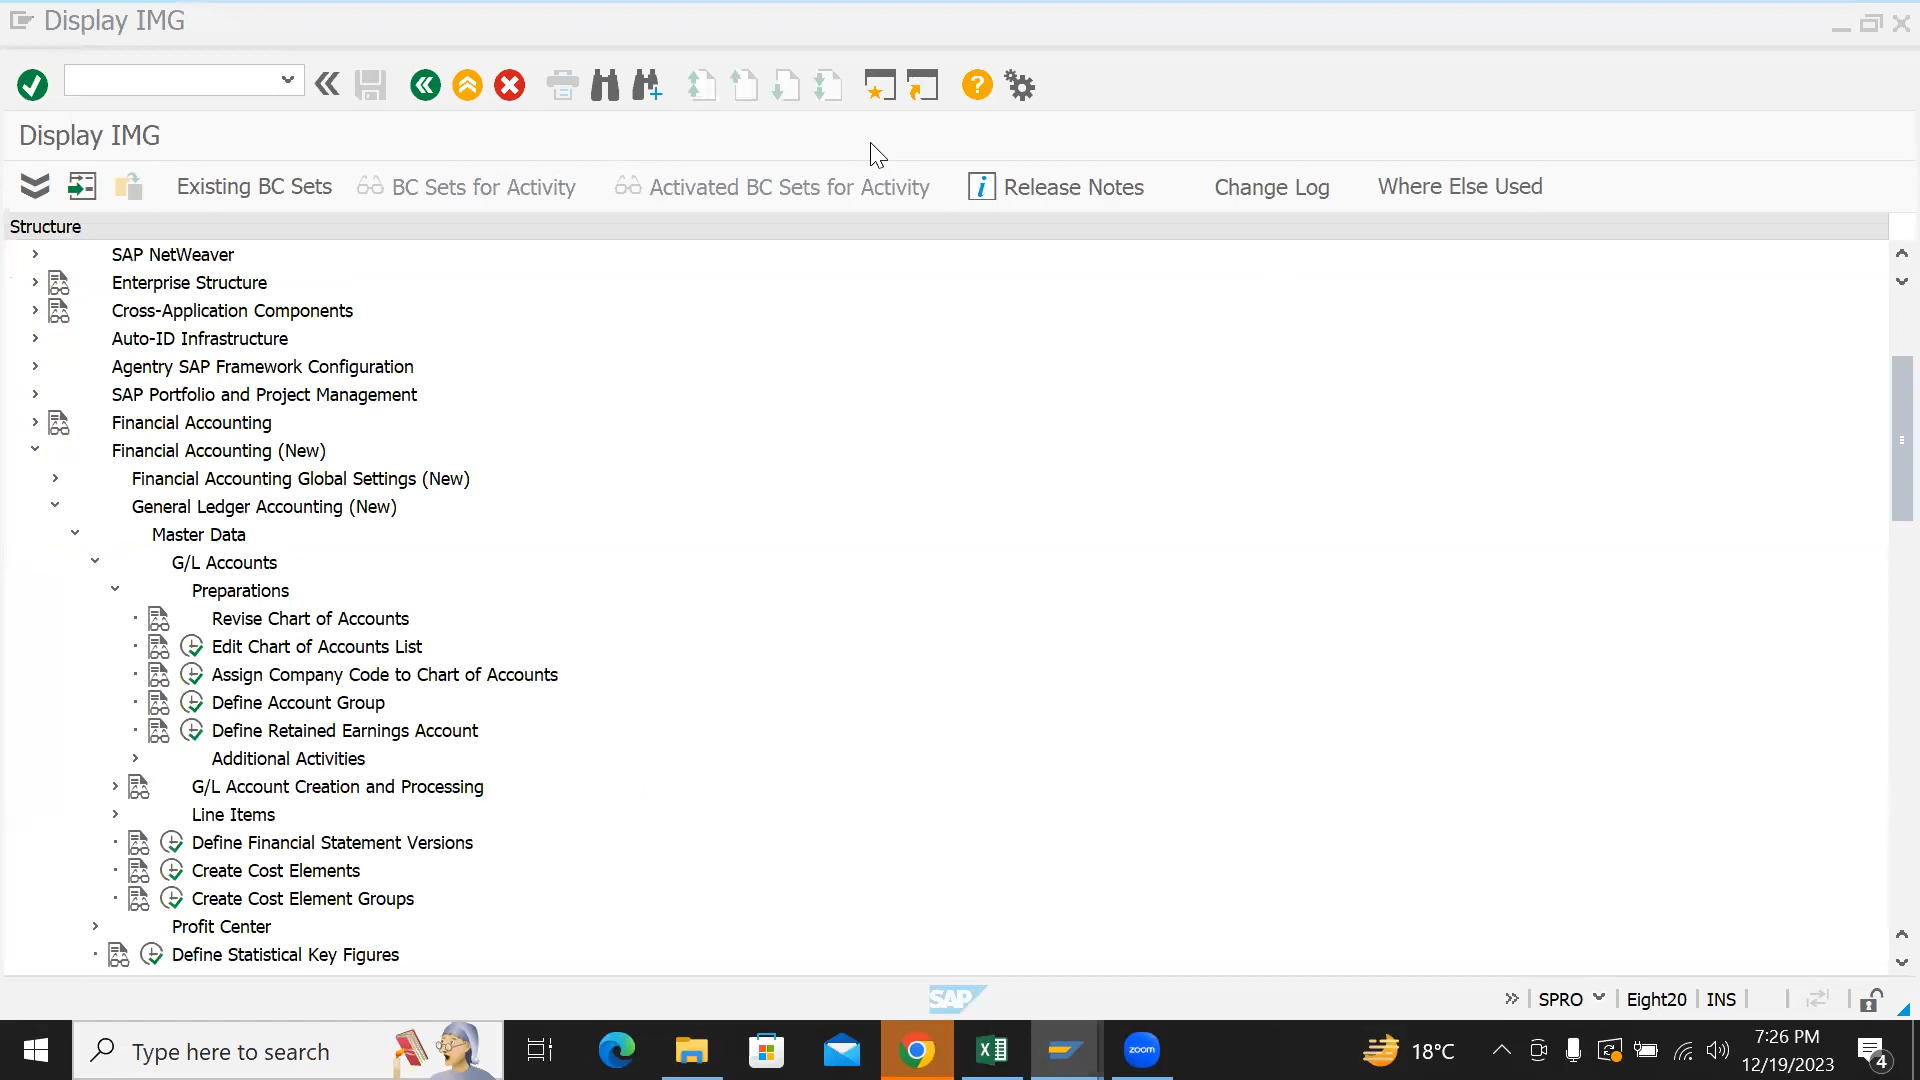 Display IMG
Display IMG
Existing BC Sets BC Sets for Activity Activated BC Sets for Activity i Release Notes Change Log Where Else Used
Structure
SAP NetWeaver
Enterprise Structure
Cross-Application Components
Auto-ID Infrastructure
Agentry SAP Framework Configuration
SAP Portfolio and Project Management
Financial Accounting
Financial Accounting (New)
Financial Accounting Global Settings (New)
General Ledger Accounting (New)
Master Data
G/L Accounts
Preparations
Revise Chart of Accounts
Edit Chart of Accounts List
Assign Company Code to Chart of Accounts
Define Account Group
Define Retained Earnings Account
Additional Activities
G/L Account Creation and Processing
Line Items
Define Financial Statement Versions
Create Cost Elements
Create Cost Element Groups
Profit Center
Define Statistical Key Figures
SAP SPRO Eight20 INS
Type here to search zoom 18°C 7:26 PM
12/19/2023 4